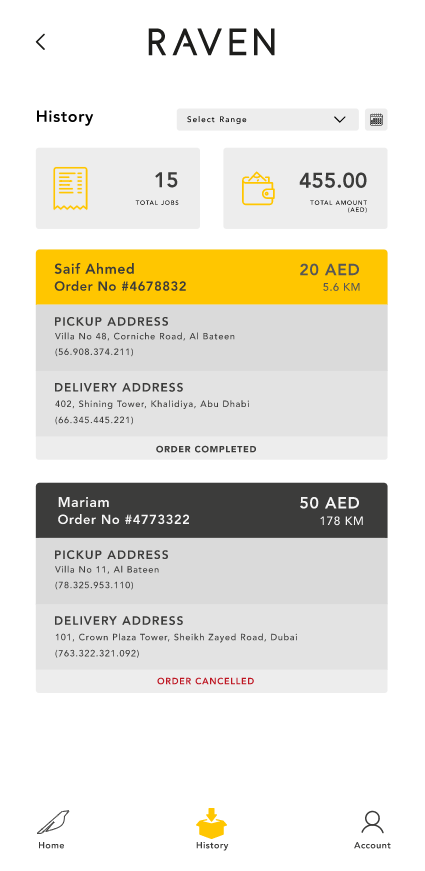 RAVEN
History
Select Range
15
TOTAL JOBS
455.00
TOTAL AMOUNT
(AED)
Saif Ahmed
20 AED
Order No #4678832
5.6 KM
PICKUP ADDRESS
Villa No 48, Corniche Road, Al Bateen
(56.908.374.211)
DELIVERY ADDRESS
402, Shining Tower, Khalidiya, Abu Dhabi
(66.345.445.221)
ORDER COMPLETED
Mariam
50 AED
Order No #4773322
178 KM
PICKUP ADDRESS
Villa No 11, Al Bateen
(78.325.953.110)
DELIVERY ADDRESS
101, Crown Plaza Tower, Sheikh Zayed Road, Dubai
(763.322.321.092)
ORDER CANCELLED
Home
History
Account